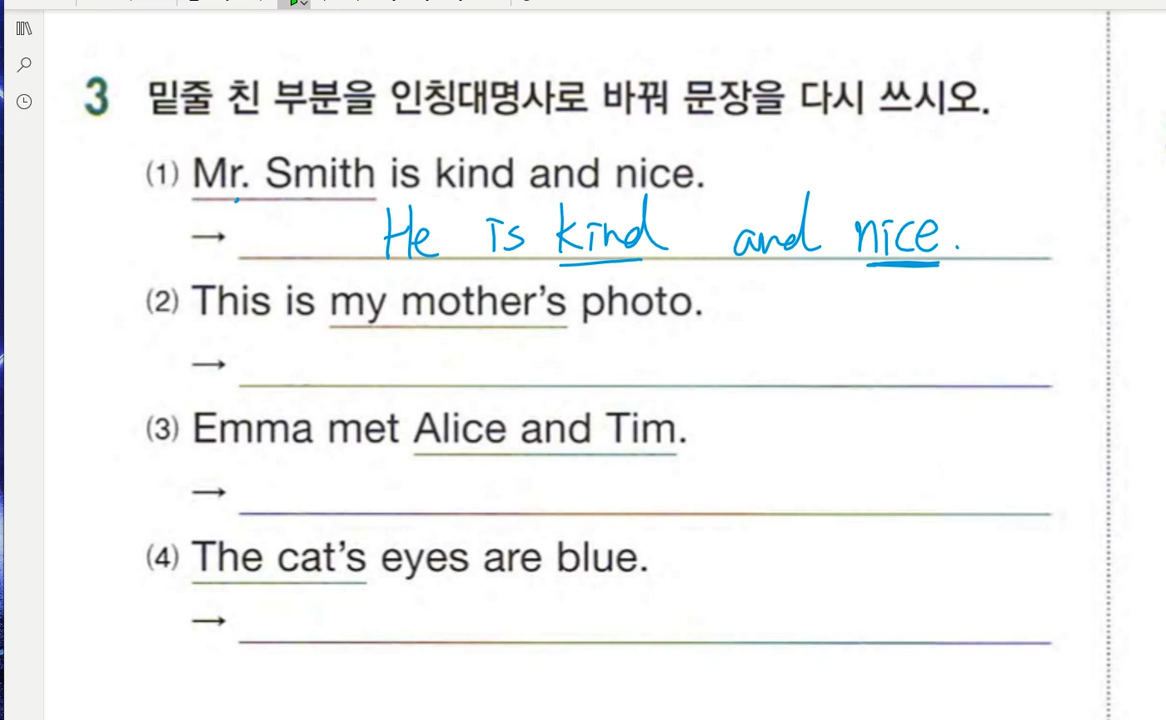 3 밑줄 친 부분을 인칭대명사로 바꿔 문장을 다시 쓰시오.
(1) Mr. Smith is kind and nice.
→ He is kind and nice.
(2) This is my mother's photo.
→
(3) Emma met Alice and Tim.
→
(4) The cat's eyes are blue.
→